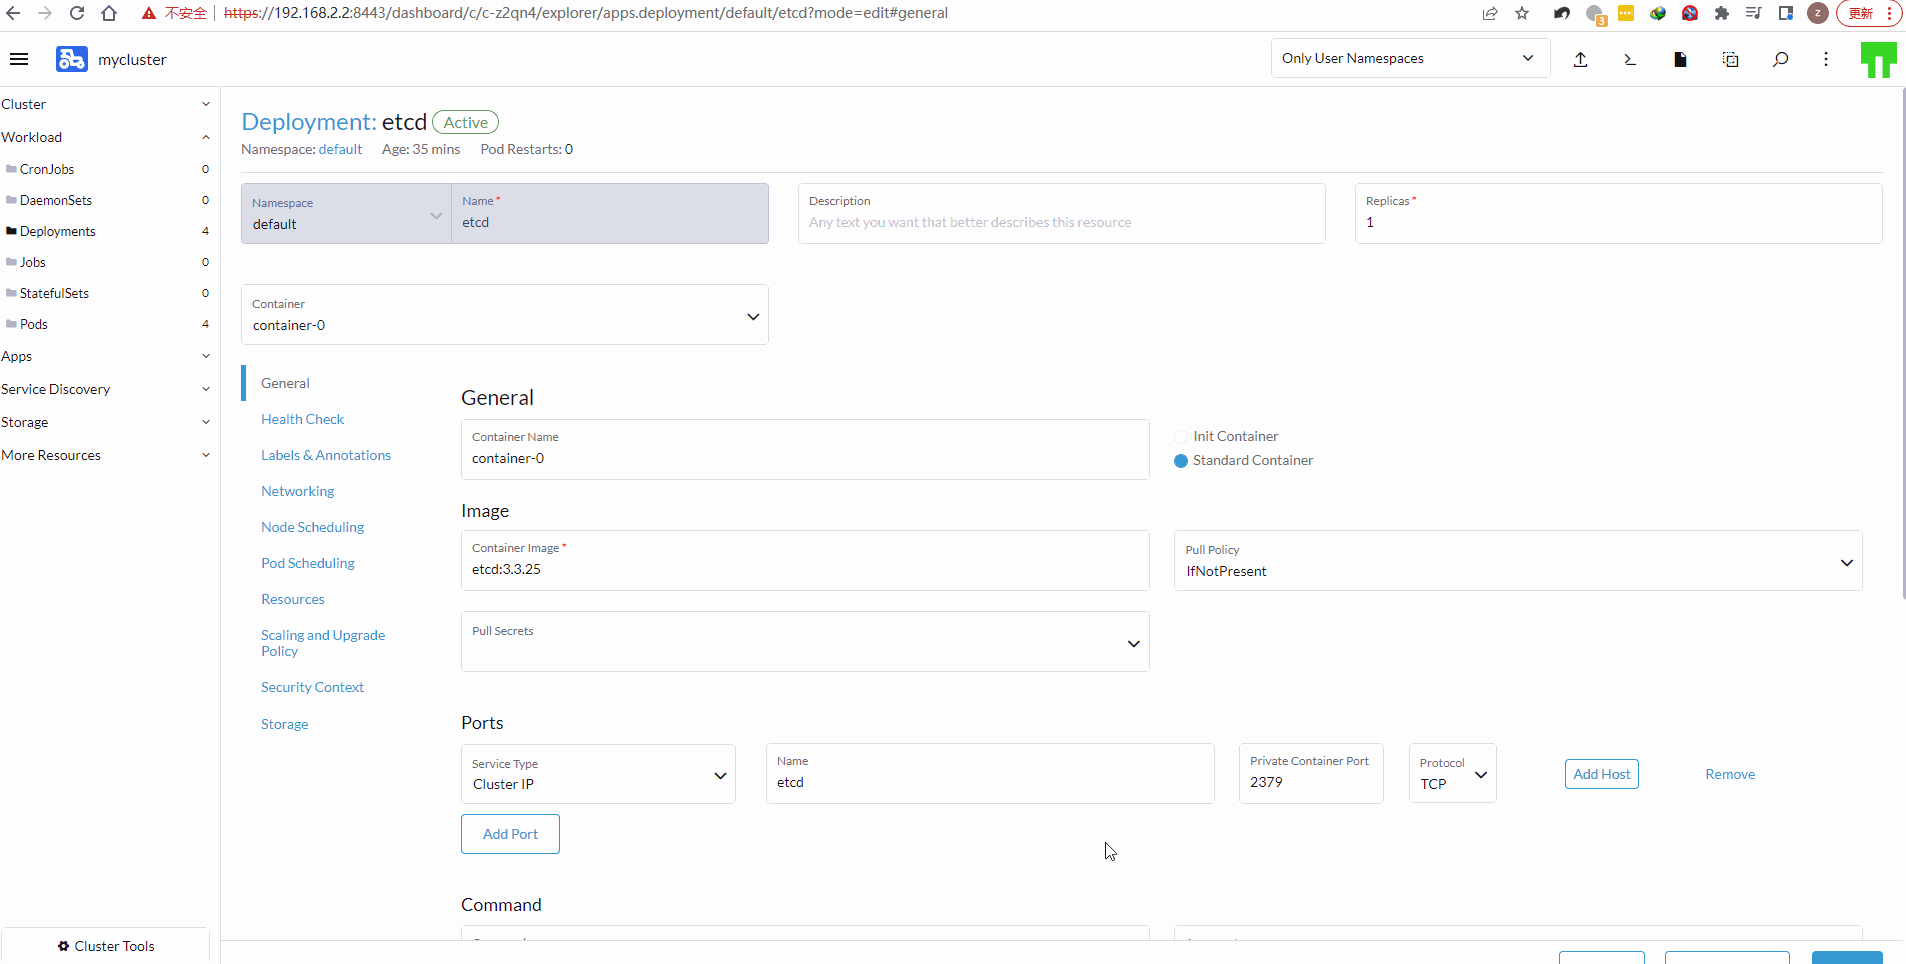 不安全 https://192.168.2.2:8443/dashboard/c/c-z2qn4/explorer/apps.deployment/default/etcd?mode=edit#general
3
z
更新
mycluster
Only User Namespaces
Cluster
Workload
CronJobs 0
DaemonSets 0
Deployments 4
Jobs 0
StatefulSets 0
Pods 4
Apps
Service Discovery
Storage
More Resources
Cluster Tools
Deployment: etcd Active
Namespace: default Age: 35 mins Pod Restarts: 0
Namespace
default
Name *
etcd
Description
Any text you want that better describes this resource
Replicas *
1
Container
container-0
General
Health Check
Labels & Annotations
Networking
Node Scheduling
Pod Scheduling
Resources
Scaling and Upgrade
Policy
Security Context
Storage
General
Container Name
container-0
Init Container
Standard Container
Image
Container Image *
etcd:3.3.25
Pull Policy
IfNotPresent
Pull Secrets
Ports
Service Type
Cluster IP
Name
etcd
Private Container Port
2379
Protocol
TCP
Add Host
Remove
Add Port
Command